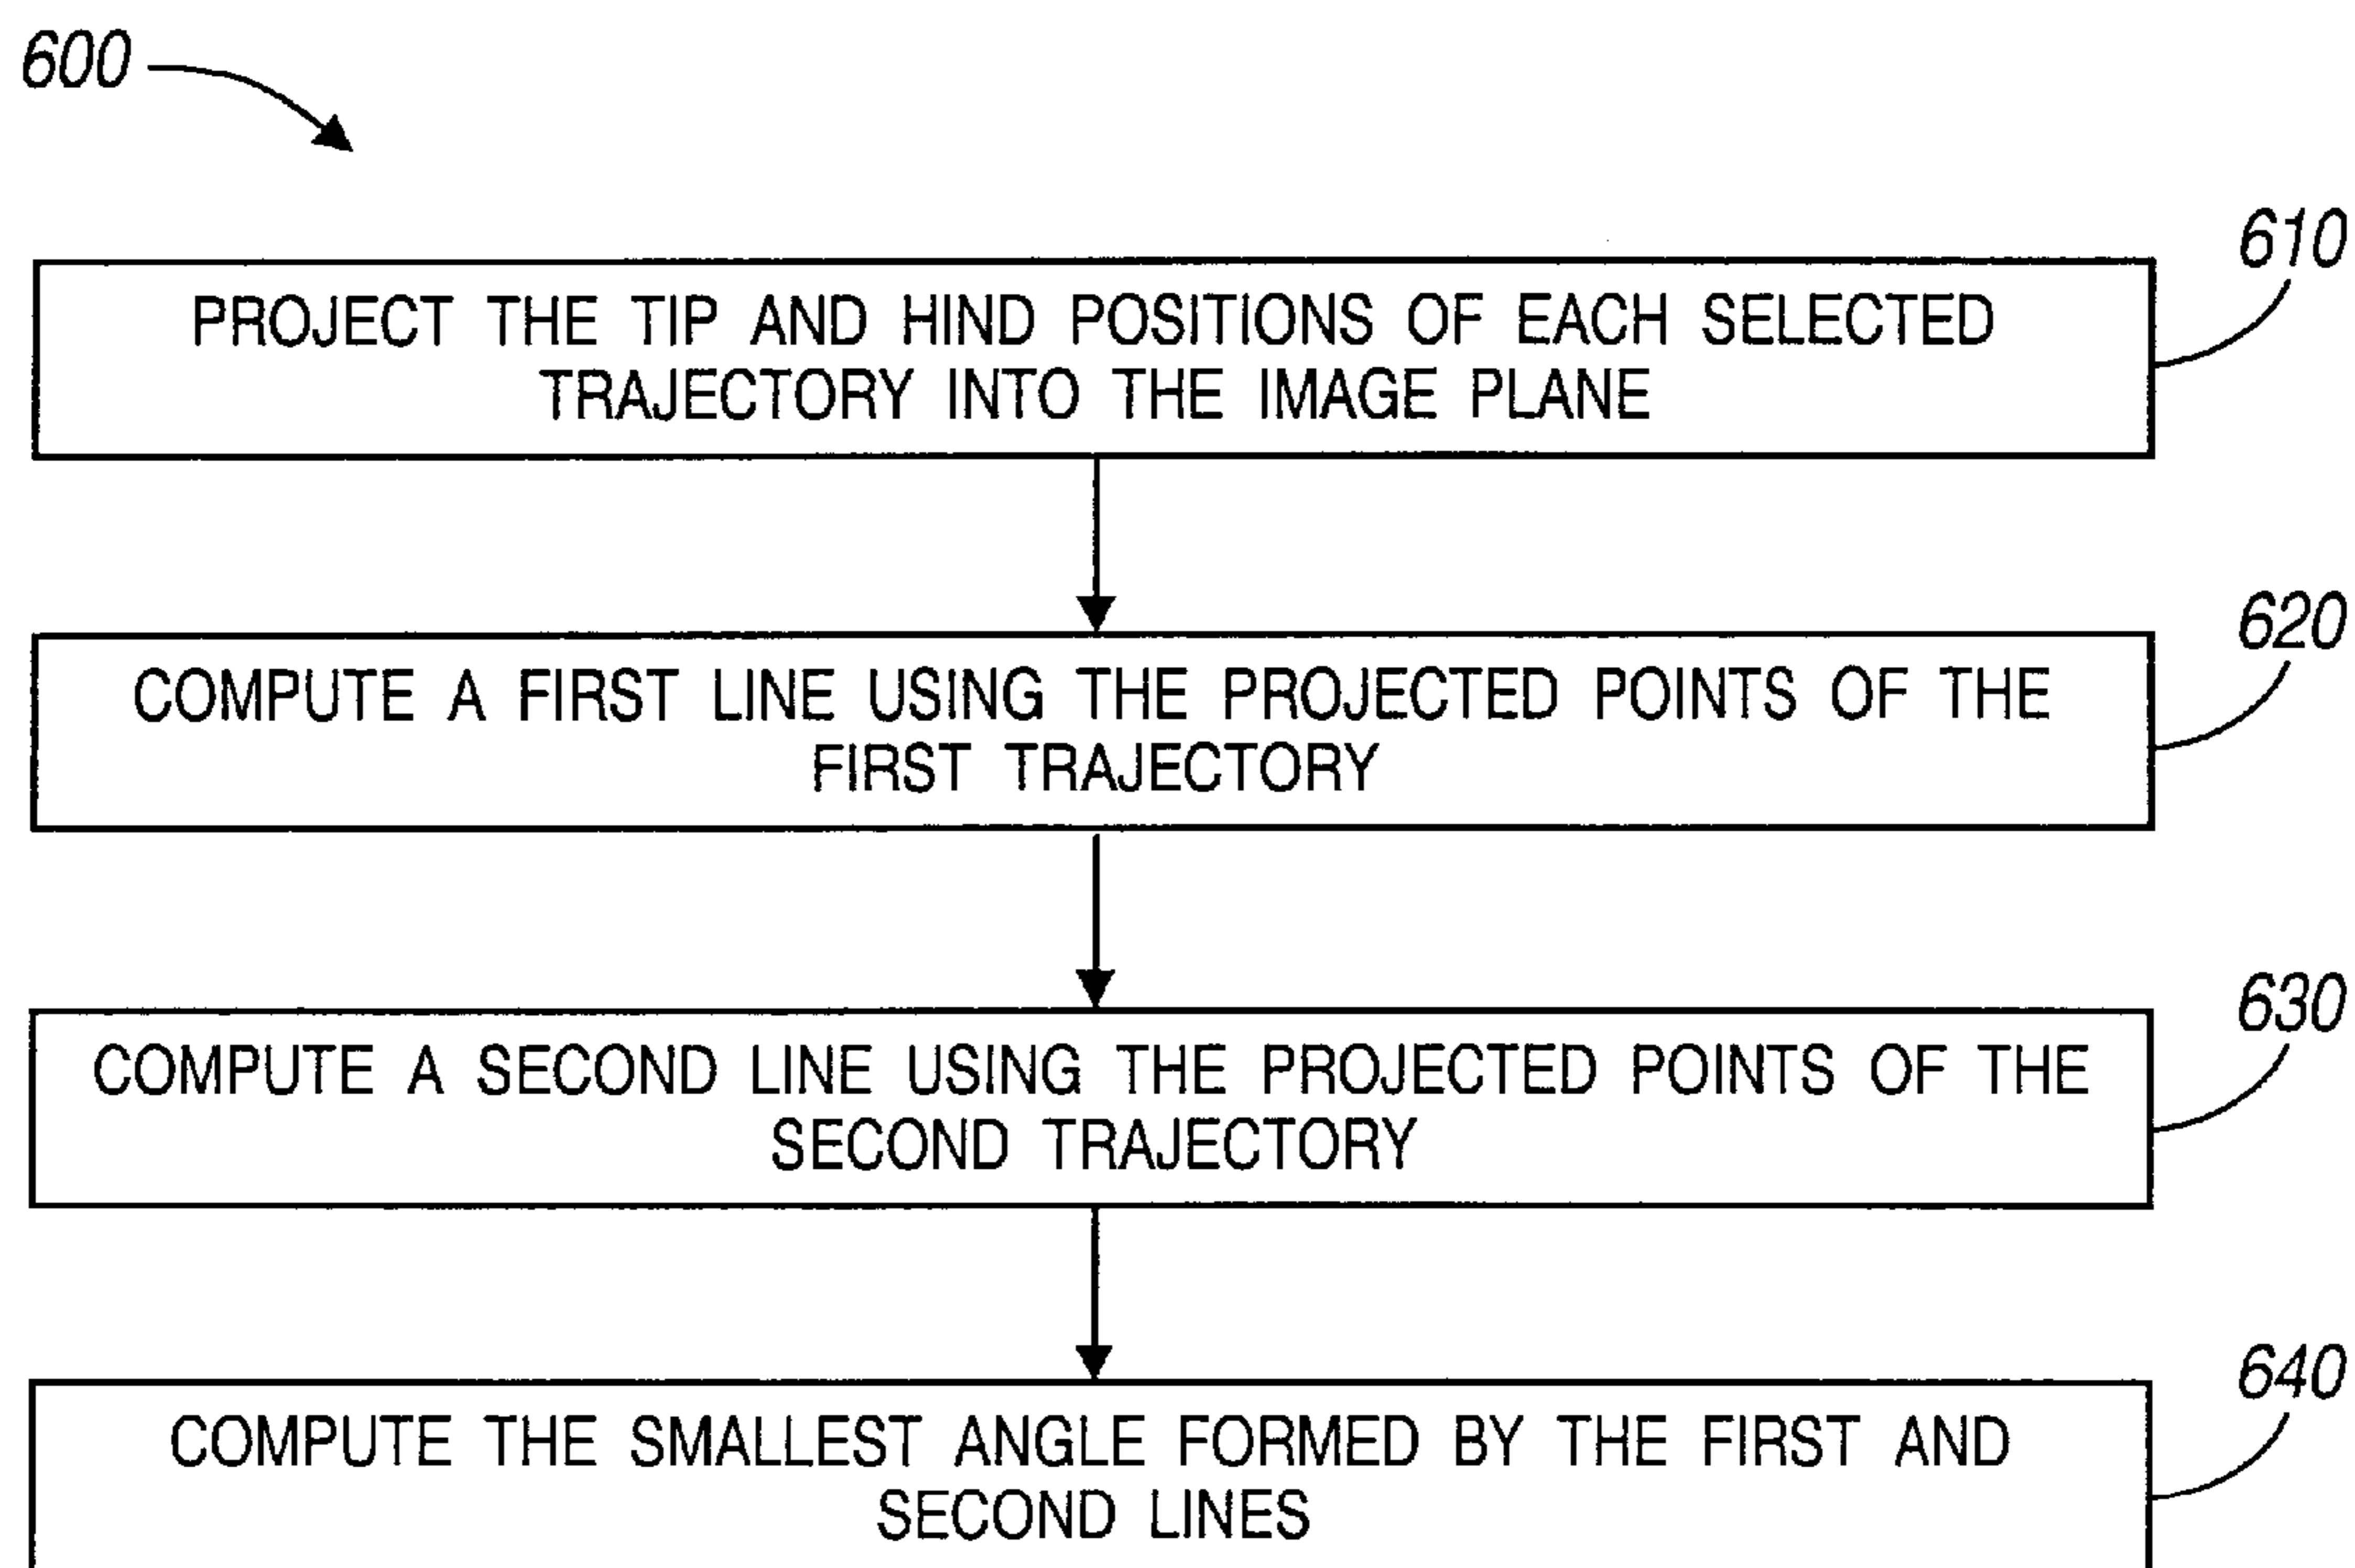 600
610
PROJECT THE TIP AND HIND POSITIONS OF EACH SELECTED
TRAJECTORY INTO THE IMAGE PLANE
620
COMPUTE A FIRST LINE USING THE PROJECTED POINTS OF THE
FIRST TRAJECTORY
630
COMPUTE A SECOND LINE USING THE PROJECTED POINTS OF THE
SECOND TRAJECTORY
640
COMPUTE THE SMALLEST ANGLE FORMED BY THE FIRST AND
SECOND LINES